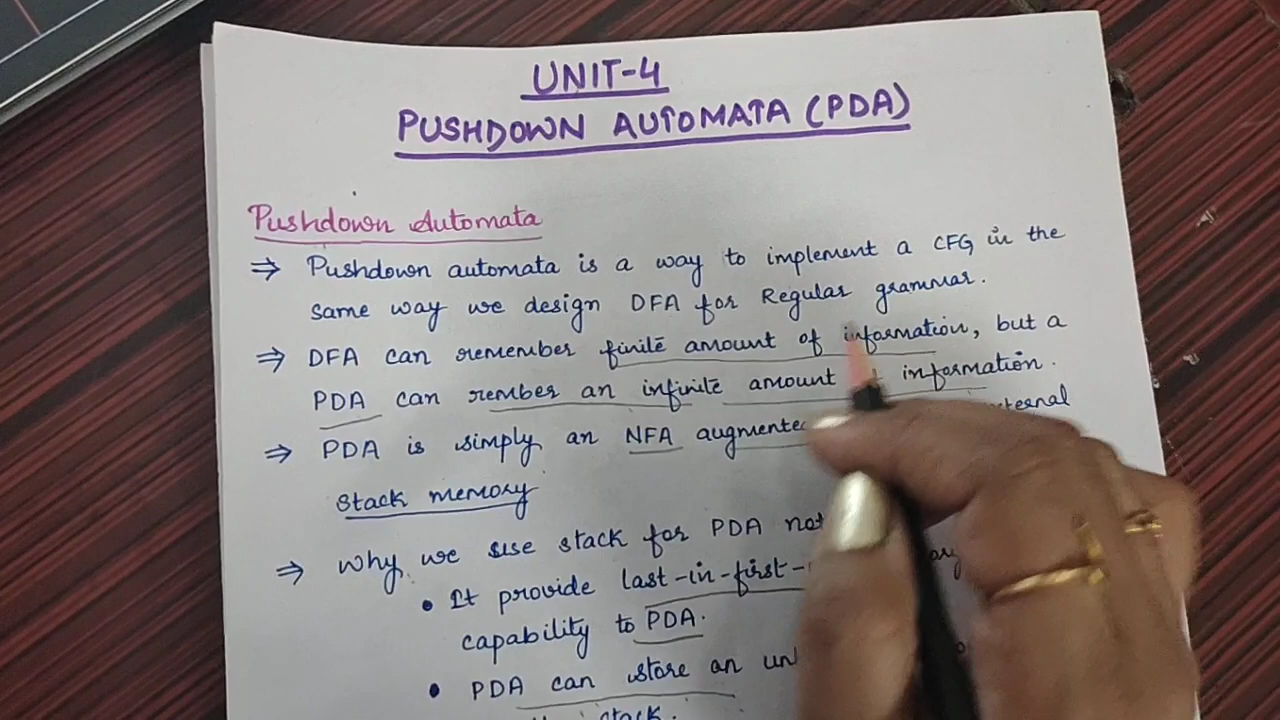 UNIT-4
PUSHDOWN AUTOMATA (PDA)
Pushdown Automata
⇒ Pushdown automata is a way to implement a CFG in the
same way we design DFA for Regular grammar.
⇒ DFA can remember finite amount of information, but a
PDA can rember an infinite amount information.
⇒ PDA is simply an NFA
stack memory
⇒ Why we use stack for PDA
• It provide last-in-first-
capability to PDA.
• PDA can store an
stack.